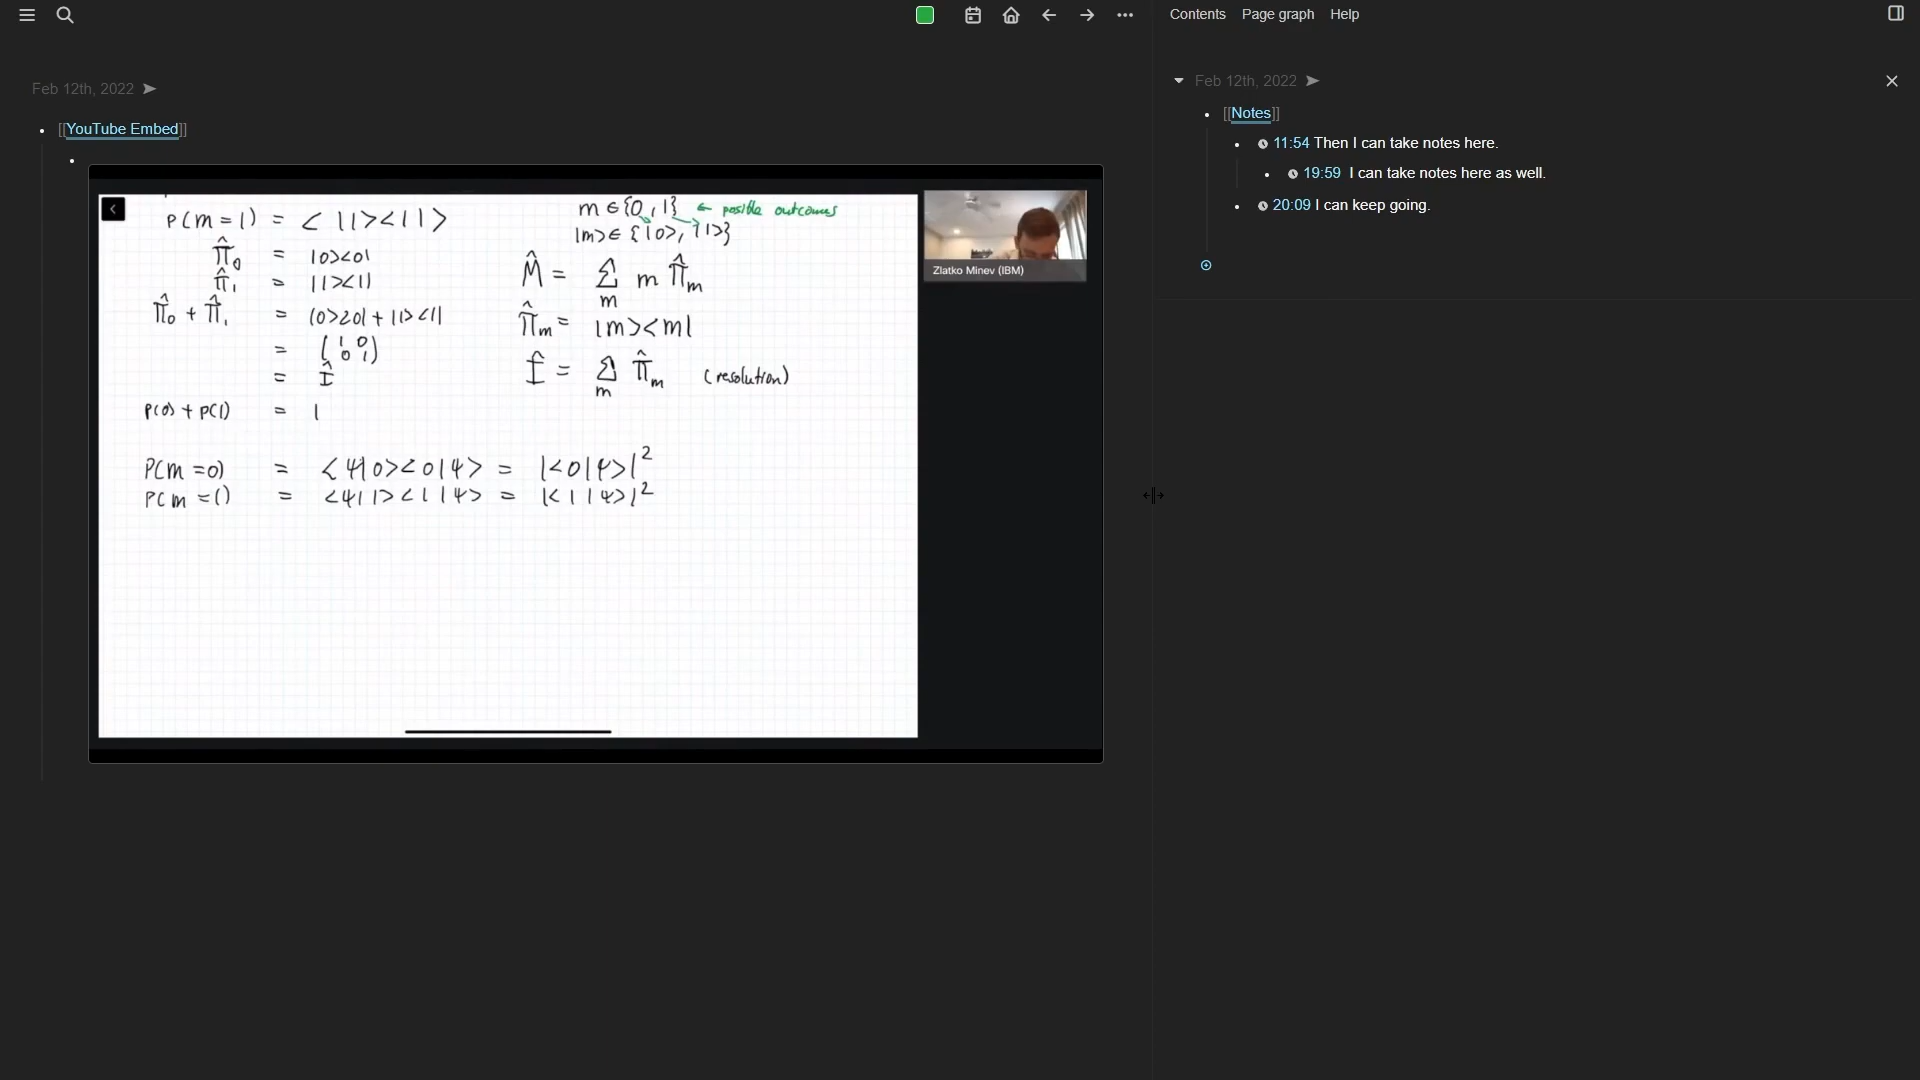 Contents Page graph Help
Feb 12th, 2022
[[YouTube Embed]]
P(m=1) = < |1><1| >
Π̂₀ = |0><0|
Π̂₁ = |1><1|
Π̂₀ + Π̂₁ = |0><0| + |1><1|
= (1 0
0 1)
= Î
P(0) + P(1) = 1
P(m=0) = <ψ|0><0|ψ> = |<0|ψ>|²
P(m=1) = <ψ|1><1|ψ> = |<1|ψ>|²
m ∈ {0, 1} ← posible outcomes
|m> ∈ {|0>, |1>}
M̂ = Σ m Π̂m
m
Π̂m = |m><m|
Î = Σ Π̂m (resolution)
m
Zlatko Minev (IBM)
Feb 12th, 2022
[[Notes]]
11:54 Then I can take notes here.
19:59 I can take notes here as well.
20:09 I can keep going.